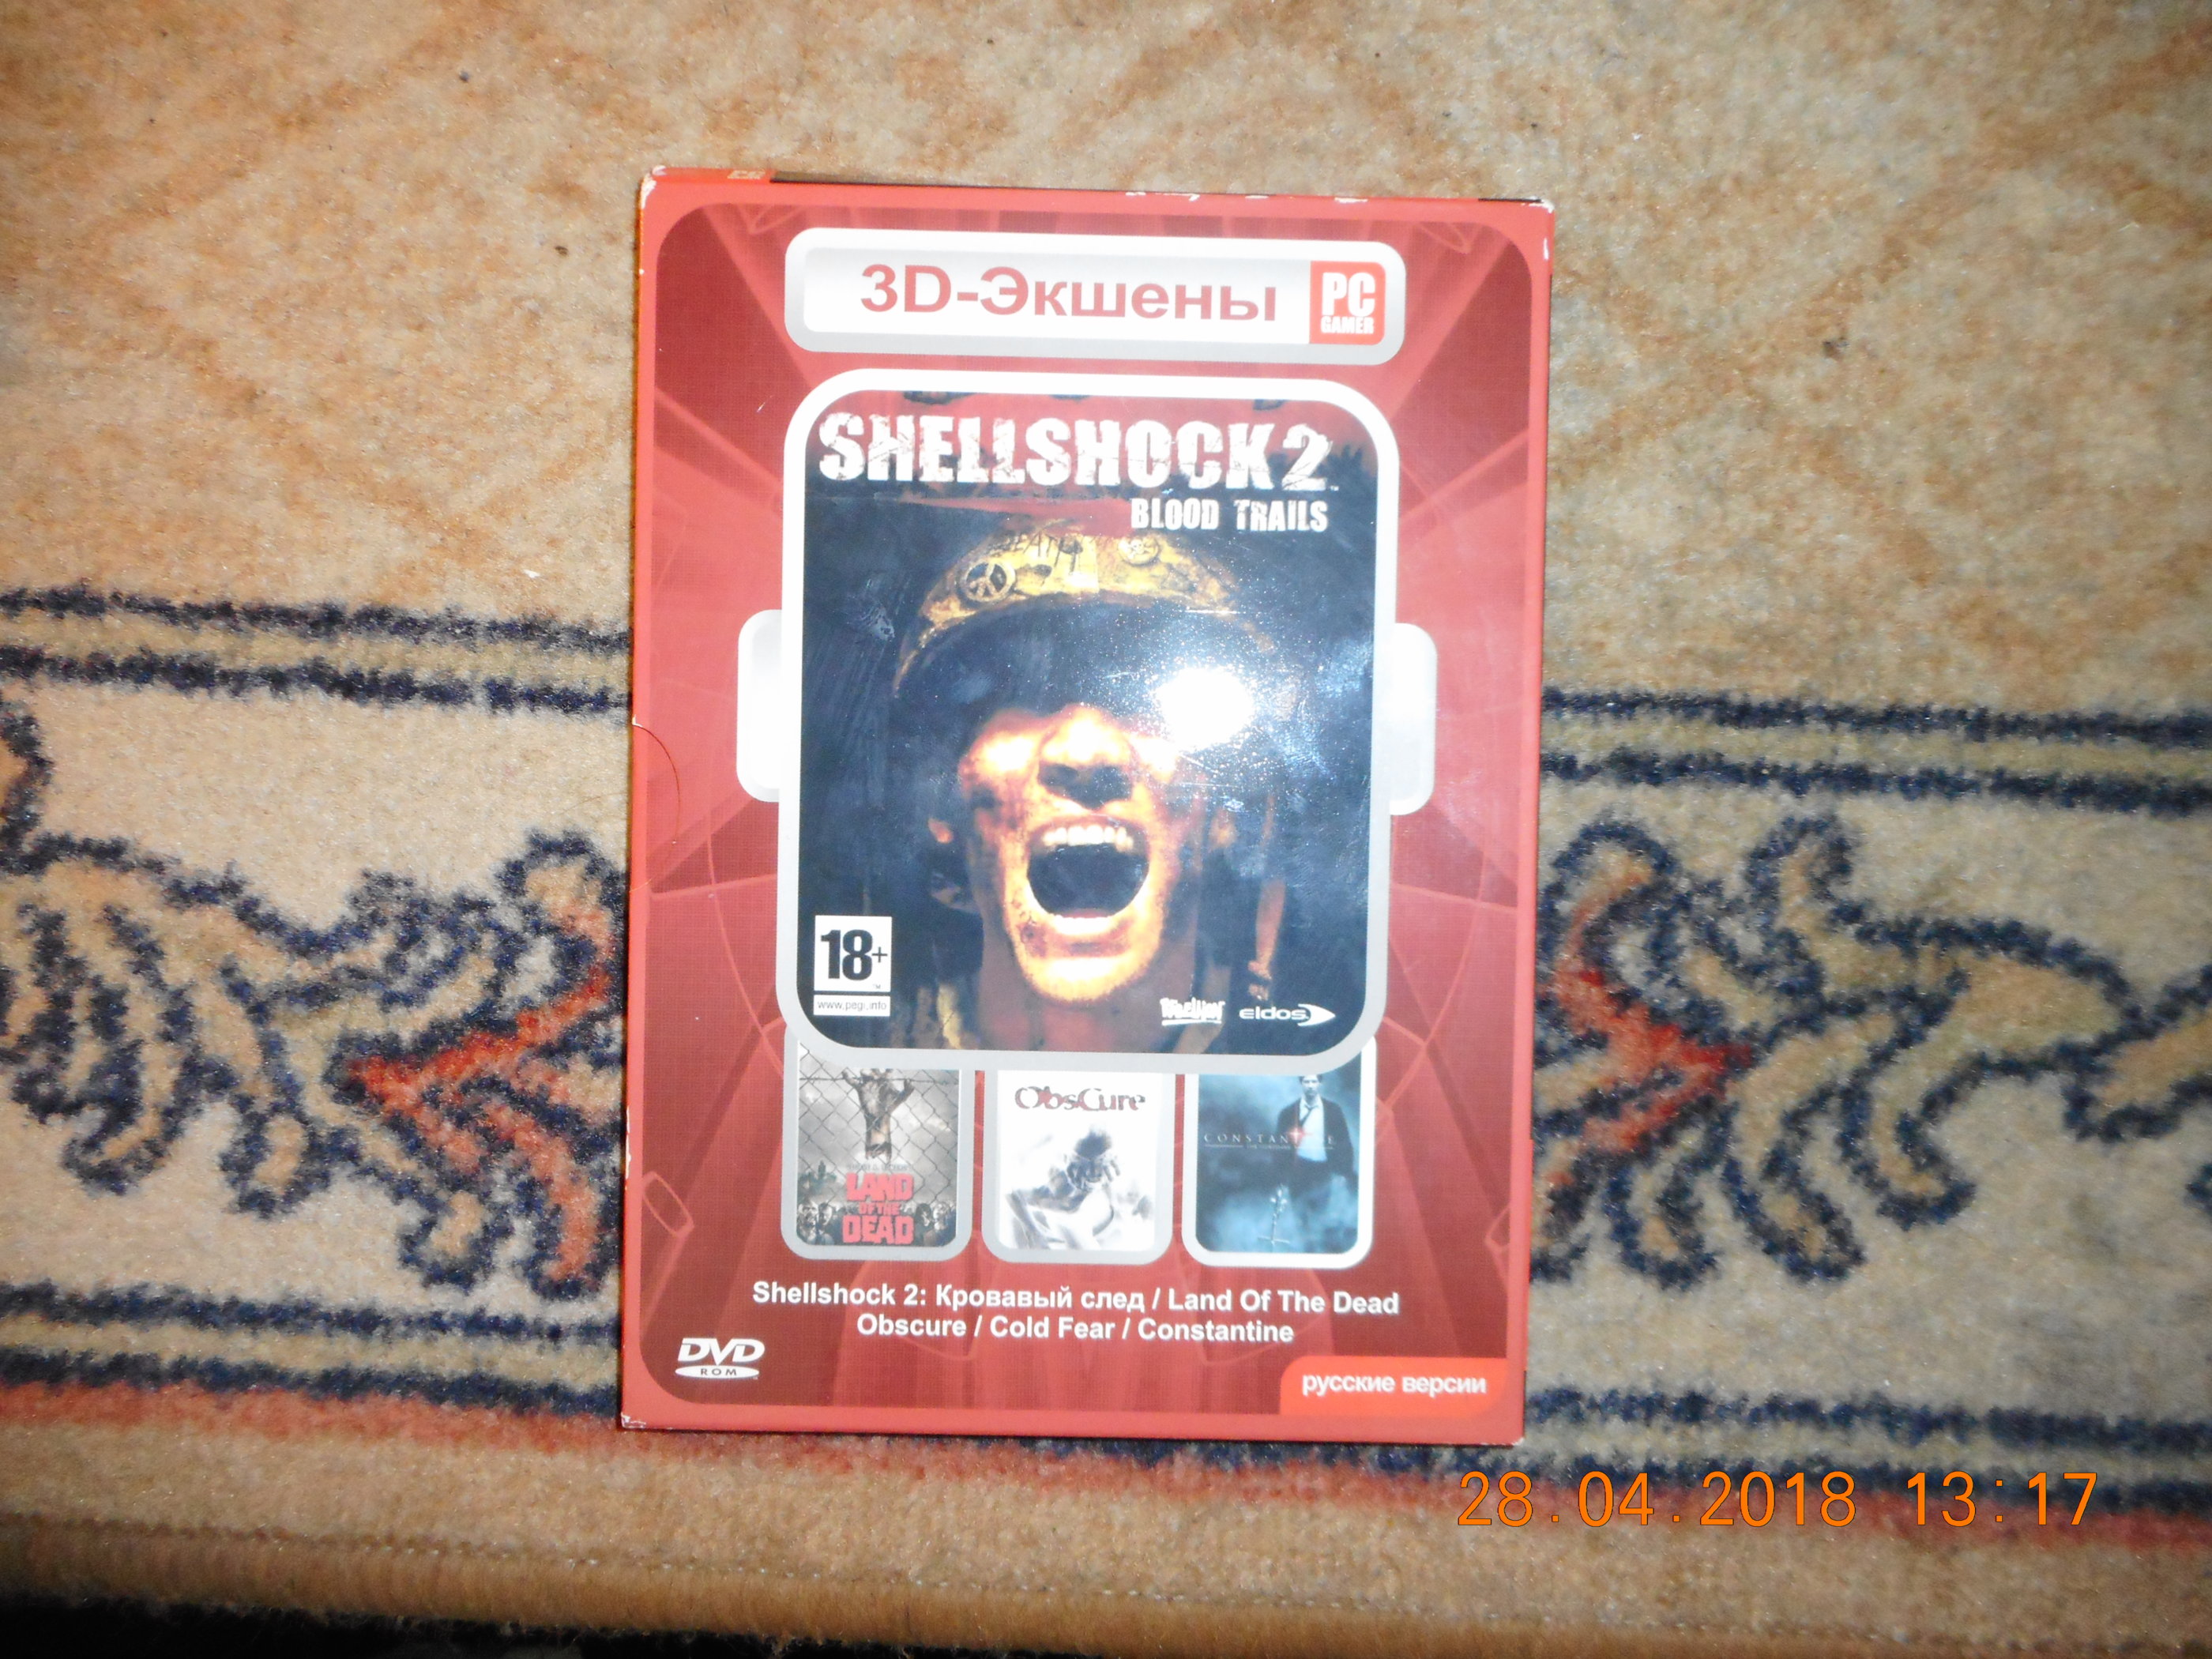 3D-Экшены
PC
GAMER
SHELLSHOCK 2
BLOOD TRAILS
18+
www.pegi.info
Rebellion
eidos
ObsCure
CONSTANTINE
LAND
OF THE
DEAD
Shellshock 2: Кровавый след / Land Of The Dead
Obscure / Cold Fear / Constantine
DVD
ROM
русские версии
28.04.2018 13:17